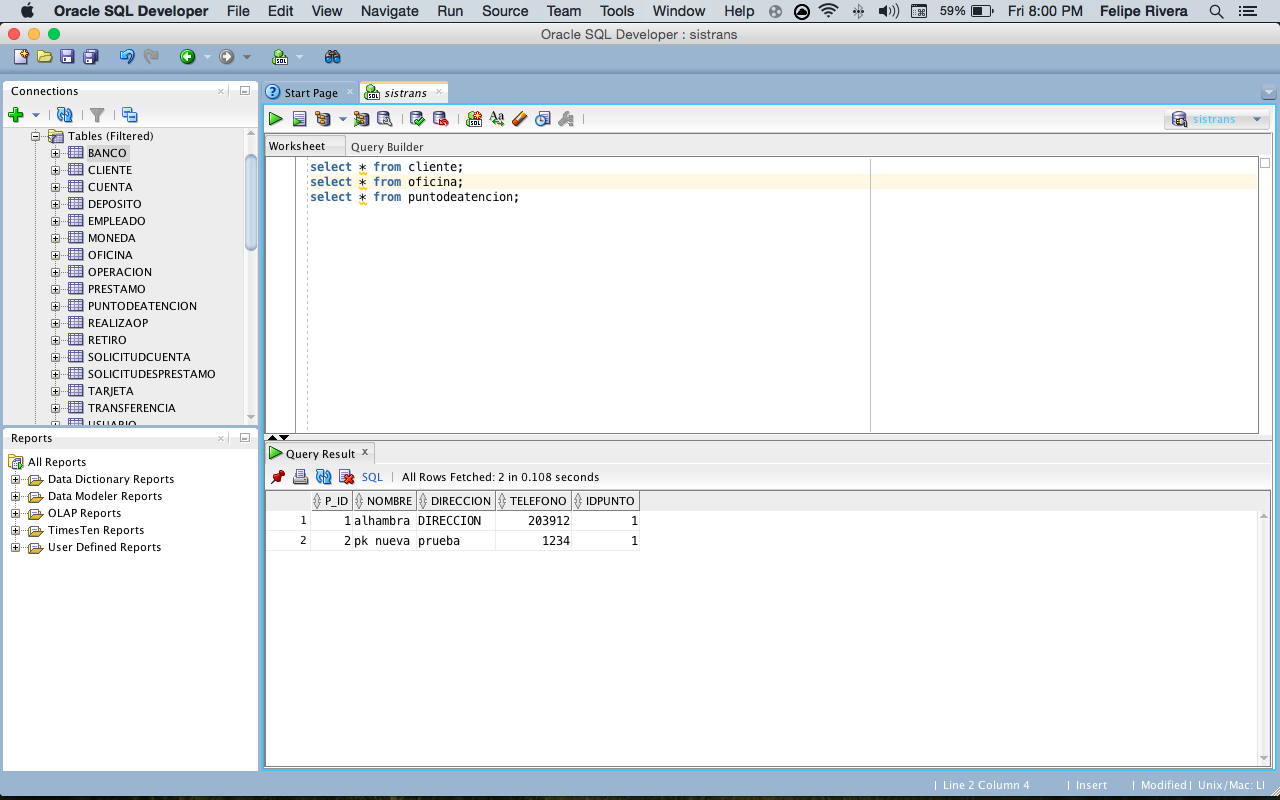 Oracle SQL Developer File Edit View Navigate Run Source Team Tools Window Help 59% Fri 8:00 PM Felipe Rivera
Oracle SQL Developer : sistrans
Connections
Tables (Filtered)
BANCO
CLIENTE
CUENTA
DEPOSITO
EMPLEADO
MONEDA
OFICINA
OPERACION
PRESTAMO
PUNTODEATENCION
REALIZAOP
RETIRO
SOLICITUDCUENTA
SOLICITUDESPRESTAMO
TARJETA
TRANSFERENCIA
USUARIO
Reports
All Reports
Data Dictionary Reports
Data Modeler Reports
OLAP Reports
TimesTen Reports
User Defined Reports
Start Page
sistrans
sistrans
Worksheet Query Builder
select * from cliente;
select * from oficina;
select * from puntodeatencion;
Query Result x
SQL | All Rows Fetched: 2 in 0.108 seconds
P_ID NOMBRE DIRECCION TELEFONO IDPUNTO
1 1 alhambra DIRECCION 203912 1
2 2 pk nueva prueba 1234 1
| Line 2 Column 4 | Insert | Modified | Unix/Mac: LI